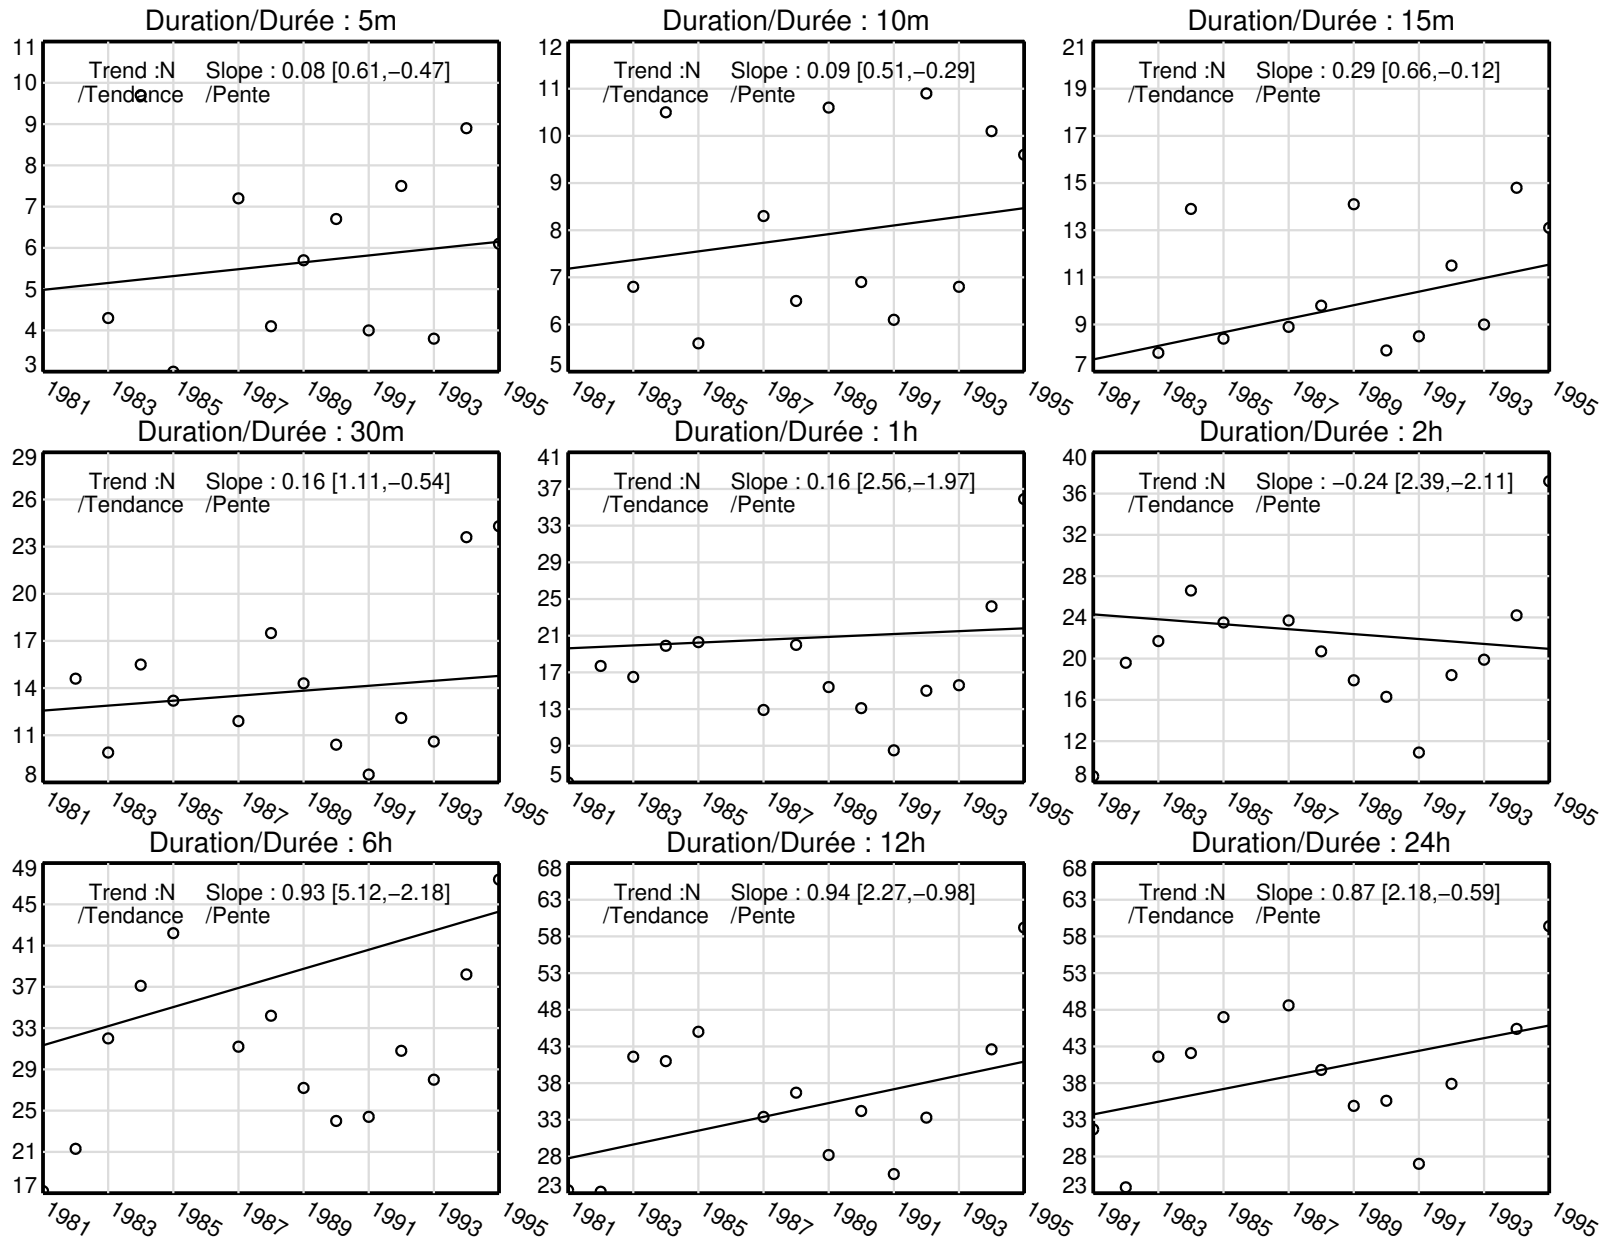 Duration/Durée : 5m
Trend :N Slope : 0.08 [0.61,−0.47]
/Tendance /Pente
11
10
9
8
7
6
5
4
3
1981 1983 1985 1987 1989 1991 1993 1995
Duration/Durée : 10m
Trend :N Slope : 0.09 [0.51,−0.29]
/Tendance /Pente
12
11
10
9
8
7
6
5
1981 1983 1985 1987 1989 1991 1993 1995
Duration/Durée : 15m
Trend :N Slope : 0.29 [0.66,−0.12]
/Tendance /Pente
21
19
17
15
13
11
9
7
1981 1983 1985 1987 1989 1991 1993 1995
Duration/Durée : 30m
Trend :N Slope : 0.16 [1.11,−0.54]
/Tendance /Pente
29
26
23
20
17
14
11
8
1981 1983 1985 1987 1989 1991 1993 1995
Duration/Durée : 1h
Trend :N Slope : 0.16 [2.56,−1.97]
/Tendance /Pente
41
37
33
29
25
21
17
13
9
5
1981 1983 1985 1987 1989 1991 1993 1995
Duration/Durée : 2h
Trend :N Slope : −0.24 [2.39,−2.11]
/Tendance /Pente
40
36
32
28
24
20
16
12
8
1981 1983 1985 1987 1989 1991 1993 1995
Duration/Durée : 6h
Trend :N Slope : 0.93 [5.12,−2.18]
/Tendance /Pente
49
45
41
37
33
29
25
21
17
1981 1983 1985 1987 1989 1991 1993 1995
Duration/Durée : 12h
Trend :N Slope : 0.94 [2.27,−0.98]
/Tendance /Pente
68
63
58
53
48
43
38
33
28
23
1981 1983 1985 1987 1989 1991 1993 1995
Duration/Durée : 24h
Trend :N Slope : 0.87 [2.18,−0.59]
/Tendance /Pente
68
63
58
53
48
43
38
33
28
23
1981 1983 1985 1987 1989 1991 1993 1995